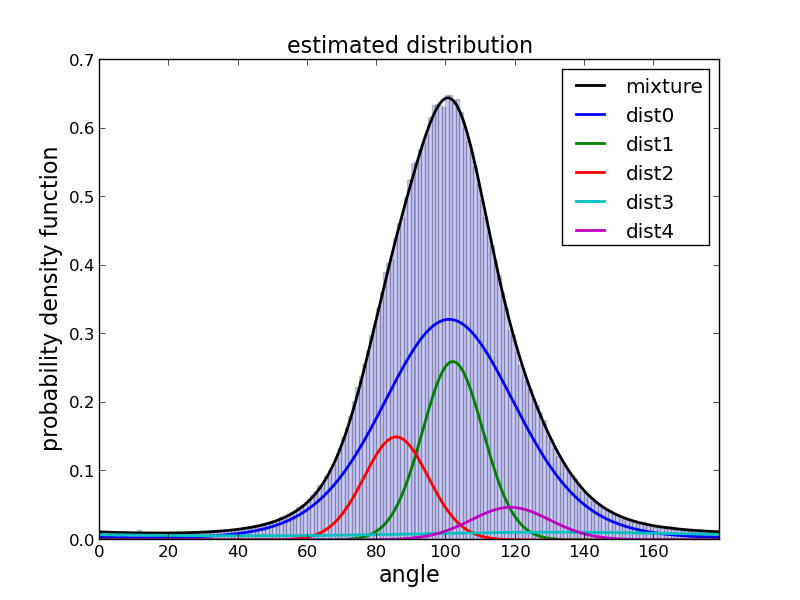 estimated distribution
0.7
0.6
0.5
0.4
0.3
0.2
0.1
0.0
probability density function
mixture
dist0
dist1
dist2
dist3
dist4
0 20 40 60 80 100 120 140 160
angle